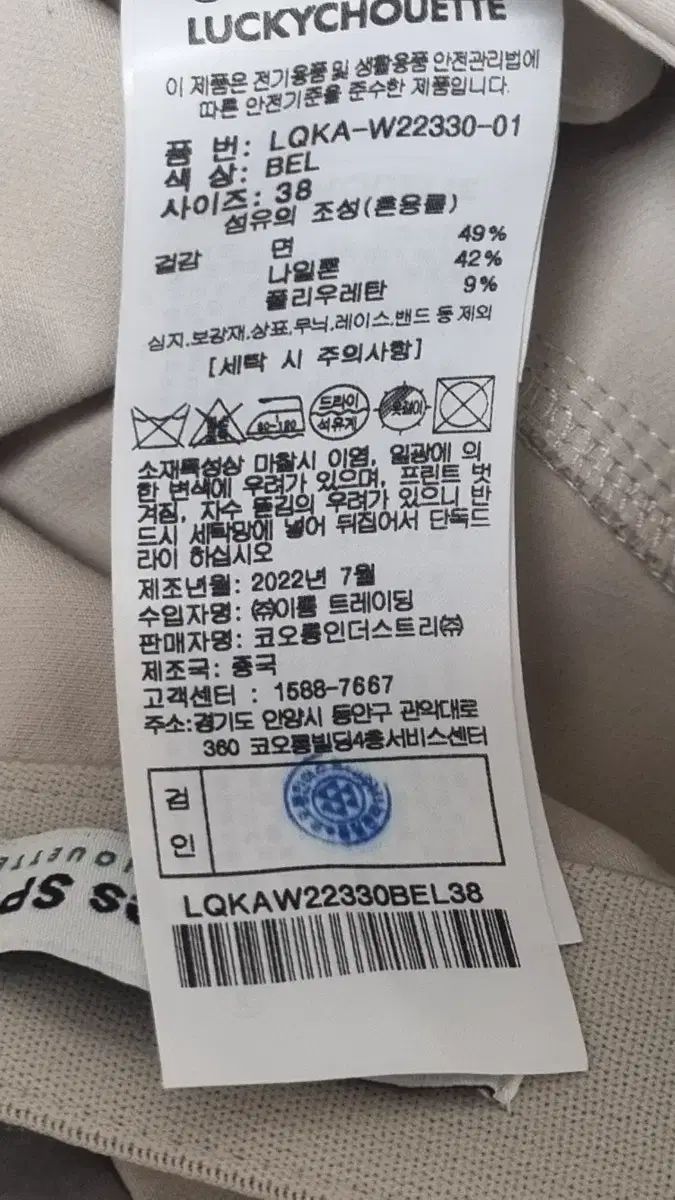 LUCKYCHOUETTE
이 제품은 전기용품 및 생활용품 안전관리법에
따른 안전기준을 준수한 제품입니다.
품 번: LQKA-W22330-01
색 상: BEL
사이즈: 38
섬유의 조성(혼용률)
겉감 면 49%
나일론 42%
폴리우레탄 9%
심지.보강재.상표.무늬.레이스.밴드 등 제외
[세탁 시 주의사항]
80~120
드라이
석유계
옷걸이
소재특성상 마찰시 이염, 일광에 의
한 변색에 우려가 있으며, 프린트 벗
겨짐, 자수 뜯김의 우려가 있으니 반
드시 세탁망에 넣어 뒤집어서 단독드
라이 하십시오
제조년월: 2022년 7월
수입자명: ㈜이룸 트레이딩
판매자명: 코오롱인더스트리㈜
제조국: 중국
고객센터 : 1588-7667
주소:경기도 안양시 동안구 관악대로
360 코오롱빌딩4층서비스센터
검
인
LQKAW22330BEL38